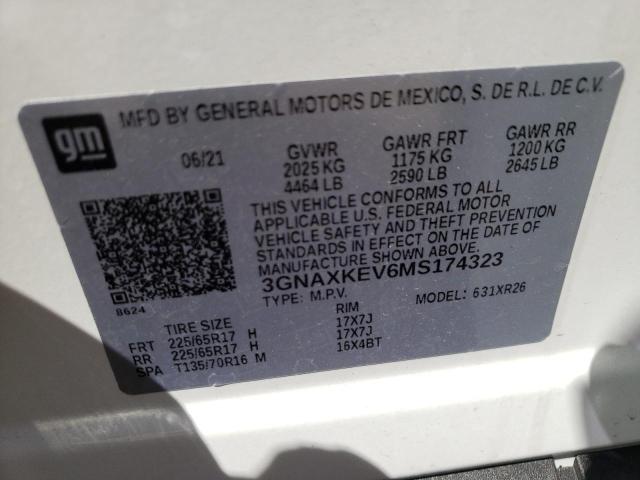 gm
MFD BY GENERAL MOTORS DE MEXICO, S. DE R.L. DE C.V.
06/21 GVWR GAWR FRT GAWR RR
2025 KG 1175 KG 1200 KG
4464 LB 2590 LB 2645 LB
THIS VEHICLE CONFORMS TO ALL
APPLICABLE U.S. FEDERAL MOTOR
VEHICLE SAFETY AND THEFT PREVENTION
STANDARDS IN EFFECT ON THE DATE OF
MANUFACTURE SHOWN ABOVE.
3GNAXKEV6MS174323
TYPE: M.P.V. MODEL: 631XR26
8624
TIRE SIZE RIM
FRT 225/65R17 H 17X7J
RR 225/65R17 H 17X7J
SPA T135/70R16 M 16X4BT